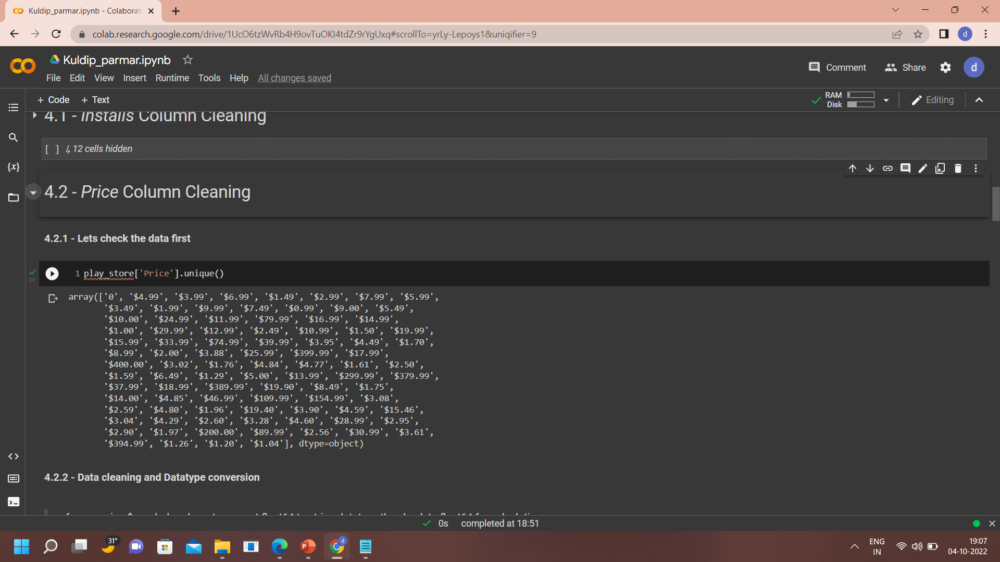 Kuldip_parmar.ipynb - Colaborat
colab.research.google.com/drive/1UcO6tzWvRb4H9ovTuOKI4tdZr9rYgUxq#scrollTo=yrLy-Lepoys1&uniqifier=9
d
Kuldip_parmar.ipynb
Comment
Share
d
File Edit View Insert Runtime Tools Help All changes saved
+ Code + Text
RAM
Disk
Editing
4.1 - Installs Column Cleaning
[ ] ↳ 12 cells hidden
{x}
4.2 - Price Column Cleaning
4.2.1 - Lets check the data first
0s
1 play_store['Price'].unique()
array(['0', '$4.99', '$3.99', '$6.99', '$1.49', '$2.99', '$7.99', '$5.99',
'$3.49', '$1.99', '$9.99', '$7.49', '$0.99', '$9.00', '$5.49',
'$10.00', '$24.99', '$11.99', '$79.99', '$16.99', '$14.99',
'$1.00', '$29.99', '$12.99', '$2.49', '$10.99', '$1.50', '$19.99',
'$15.99', '$33.99', '$74.99', '$39.99', '$3.95', '$4.49', '$1.70',
'$8.99', '$2.00', '$3.88', '$25.99', '$399.99', '$17.99',
'$400.00', '$3.02', '$1.76', '$4.84', '$4.77', '$1.61', '$2.50',
'$1.59', '$6.49', '$1.29', '$5.00', '$13.99', '$299.99', '$379.99',
'$37.99', '$18.99', '$389.99', '$19.90', '$8.49', '$1.75',
'$14.00', '$4.85', '$46.99', '$109.99', '$154.99', '$3.08',
'$2.59', '$4.80', '$1.96', '$19.40', '$3.90', '$4.59', '$15.46',
'$3.04', '$4.29', '$2.60', '$3.28', '$4.60', '$28.99', '$2.95',
'$2.90', '$1.97', '$200.00', '$89.99', '$2.56', '$30.99', '$3.61',
'$394.99', '$1.26', '$1.20', '$1.04'], dtype=object)
4.2.2 - Data cleaning and Datatype conversion
0s completed at 18:51
31°
d
ENG
IN
19:07
04-10-2022